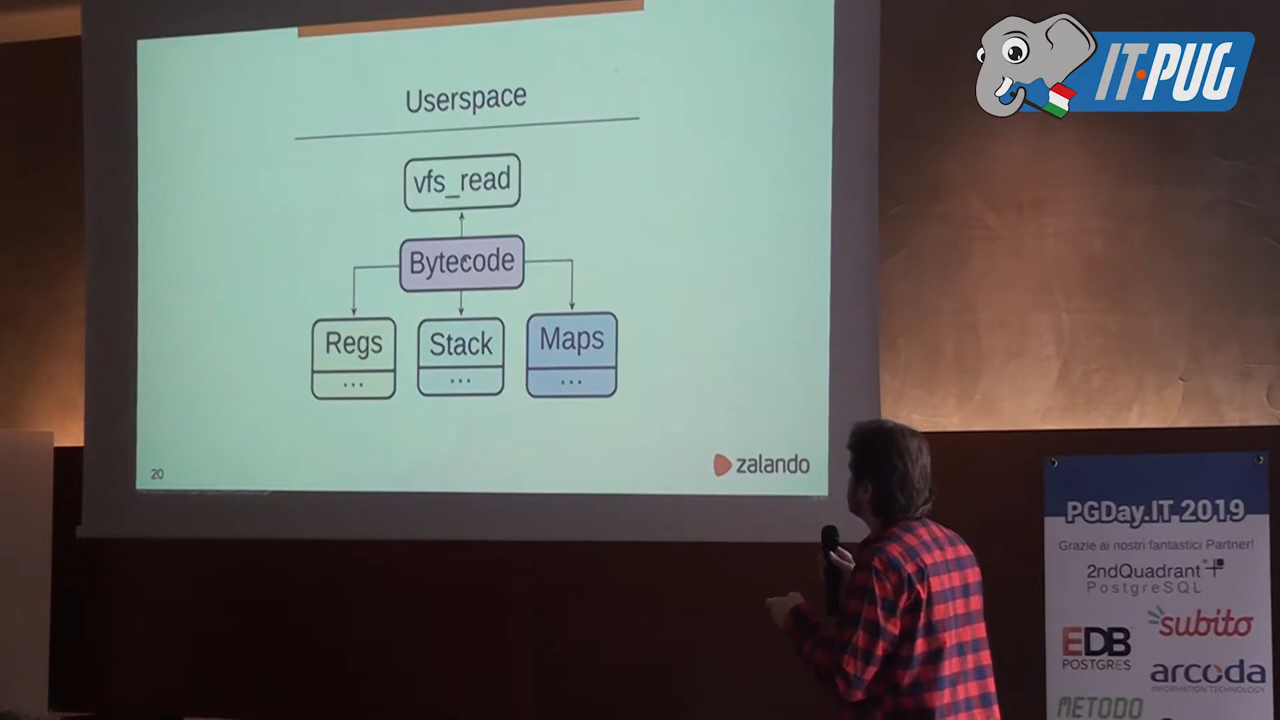 IT·PUG
Userspace
vfs_read
Bytecode
Regs
...
Stack
...
Maps
...
20
zalando
PGDay.IT 2019
Grazie ai nostri fantastici Partner!
2ndQuadrant
PostgreSQL
subito
EDB
POSTGRES
arcoda
INFORMATION TECHNOLOGY
METODO